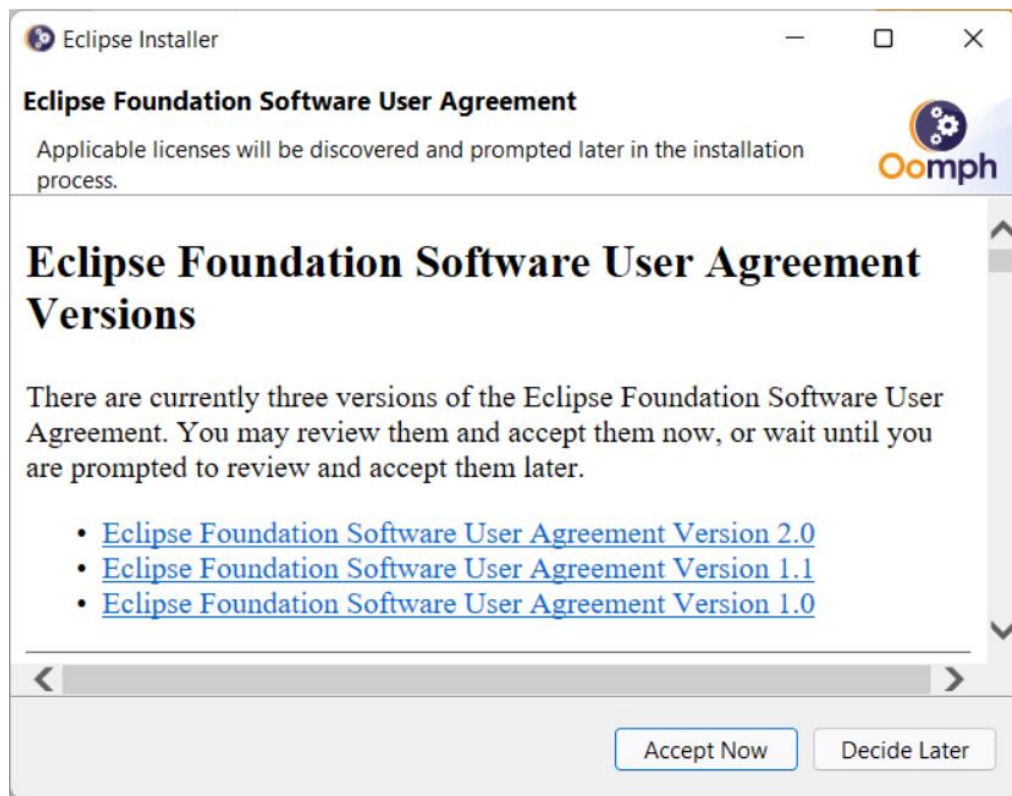 Eclipse Installer
Eclipse Foundation Software User Agreement
Applicable licenses will be discovered and prompted later in the installation
process.
Oomph
Eclipse Foundation Software User Agreement
Versions
There are currently three versions of the Eclipse Foundation Software User
Agreement. You may review them and accept them now, or wait until you
are prompted to review and accept them later.
• Eclipse Foundation Software User Agreement Version 2.0
• Eclipse Foundation Software User Agreement Version 1.1
• Eclipse Foundation Software User Agreement Version 1.0
Accept Now Decide Later